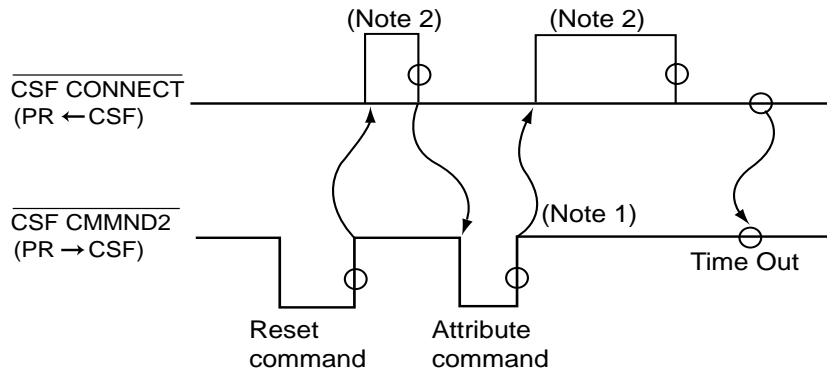 (Note 2)
(Note 2)
CSF CONNECT
(PR ←CSF)
CSF CMMND2
(PR →CSF)
(Note 1)
Time Out
Reset
command
Attribute
command